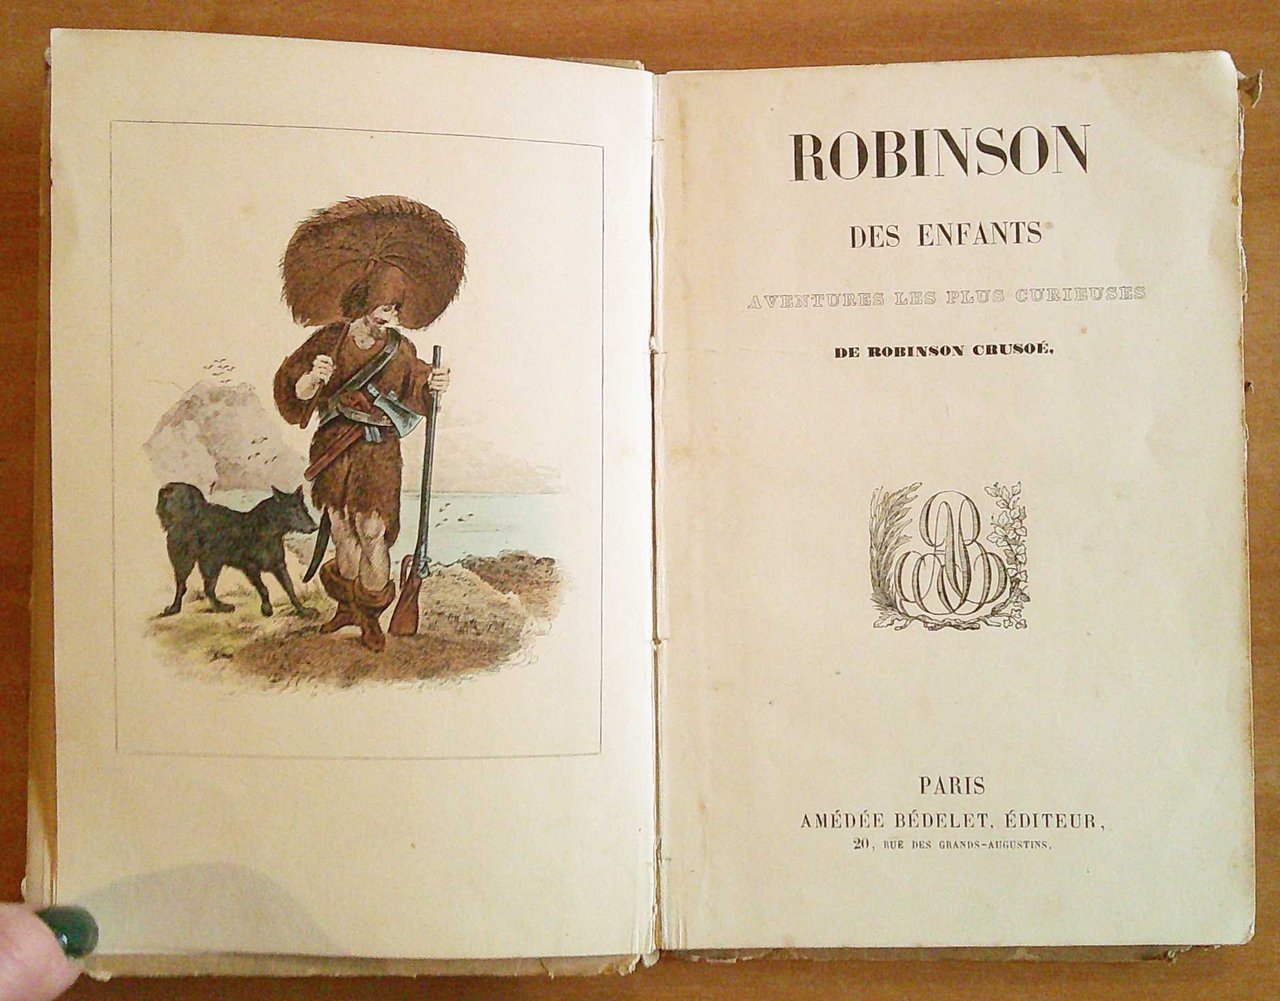 ROBINSON
DES ENFANTS
AVENTURES LES PLUS CURIEUSES
DE ROBINSON CRUSOÉ,
PARIS
AMÉDÉE BÉDELET, ÉDITEUR,
20, RUE DES GRANDS-AUGUSTINS.